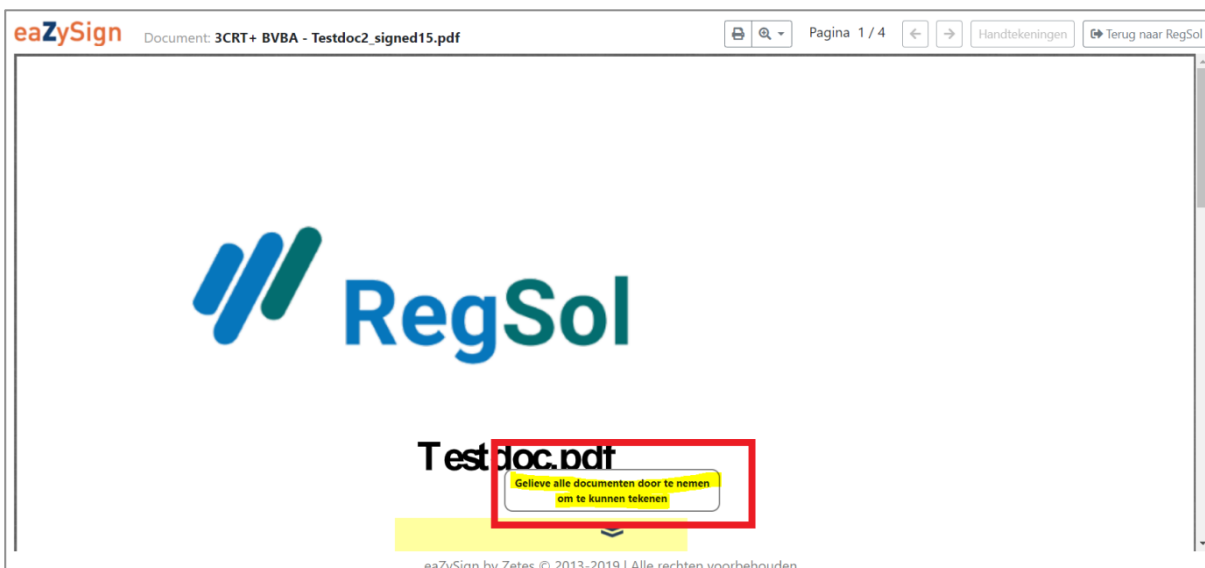 eaZySign Document: 3CRT+ BVBA - Testdoc2_signed15.pdf Pagina 1 / 4 Handtekeningen Terug naar RegSol
RegSol
Testdoc.pdf
Gelieve alle documenten door te nemen
om te kunnen tekenen
eaZySign by Zetes © 2013-2019 | Alle rechten voorbehouden